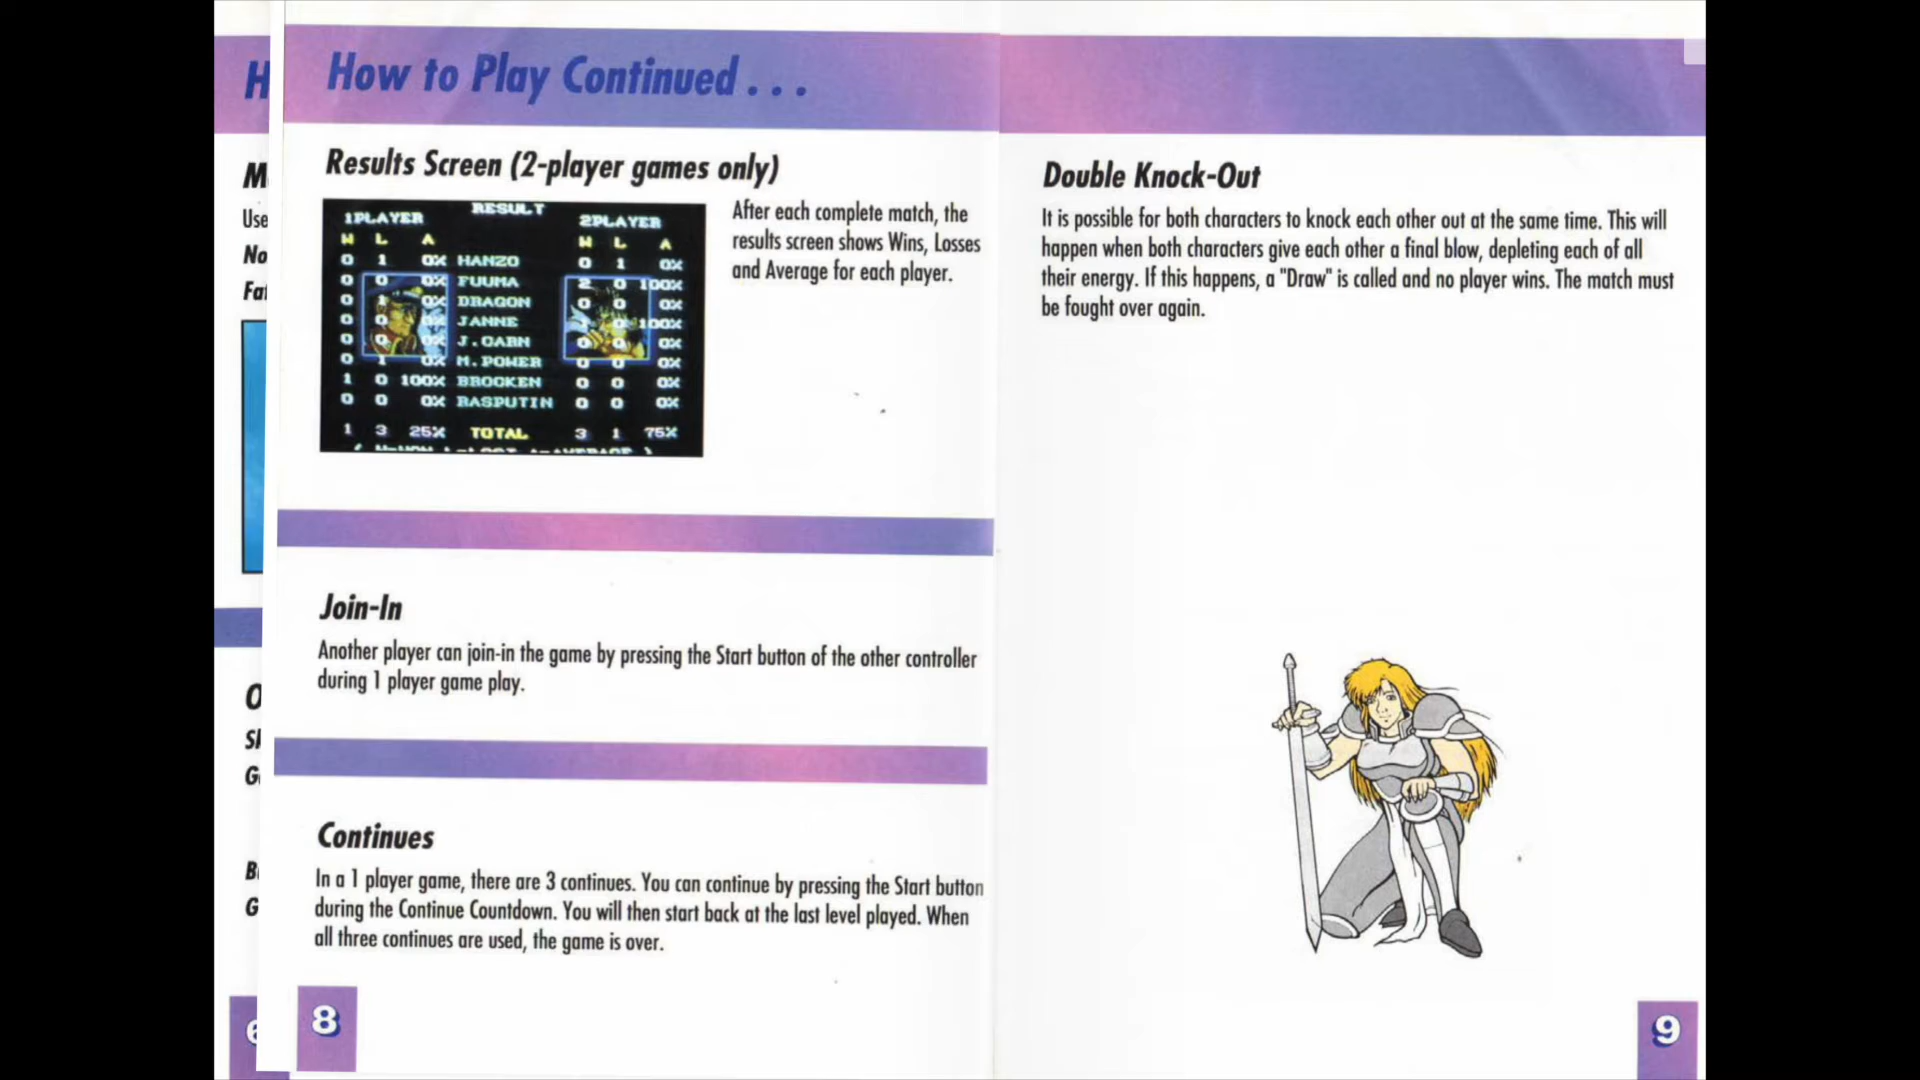 How to Play Continued . . .
Results Screen (2-player games only)
RESULT
1PLAYER 2PLAYER
W L A W L A
0 1 0% HANZO 0 1 0%
0 0 0% FUUMA 2 0 100%
0 1 0% DRAGON 0 0 0%
0 0 0% JANNE 1 0 100%
0 0 0% J.CARN 0 0 0%
0 1 0% M.POWER 0 0 0%
1 0 100% BROCKEN 0 0 0%
0 0 0% RASPUTIN 0 0 0%
1 3 25% TOTAL 3 1 75%
After each complete match, the
results screen shows Wins, Losses
and Average for each player.
Join-In
Another player can join-in the game by pressing the Start button of the other controller
during 1 player game play.
Continues
In a 1 player game, there are 3 continues. You can continue by pressing the Start button
during the Continue Countdown. You will then start back at the last level played. When
all three continues are used, the game is over.
8
Double Knock-Out
It is possible for both characters to knock each other out at the same time. This will
happen when both characters give each other a final blow, depleting each of all
their energy. If this happens, a "Draw" is called and no player wins. The match must
be fought over again.
9
H
Use
No